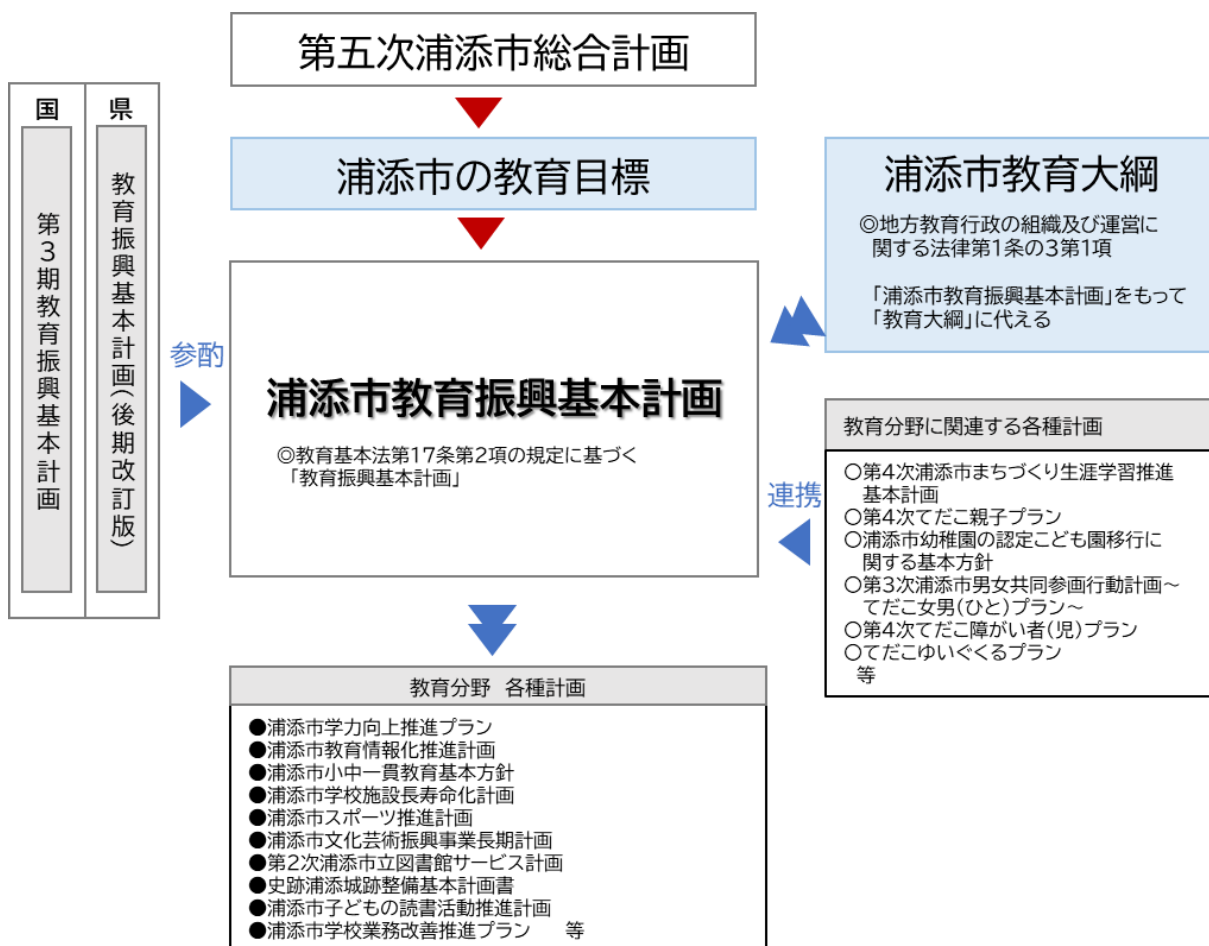 第五次浦添市総合計画
国
県
第3期教育振興基本計画
教育振興基本計画(後期改訂版)
浦添市の教育目標
浦添市教育大綱
◎地方教育行政の組織及び運営に
関する法律第1条の3第1項
「浦添市教育振興基本計画」をもって
「教育大綱」に代える
参酌
浦添市教育振興基本計画
◎教育基本法第17条第2項の規定に基づく
「教育振興基本計画」
連携
教育分野に関連する各種計画
○第4次浦添市まちづくり生涯学習推進
基本計画
○第4次てだこ親子プラン
○浦添市幼稚園の認定こども園移行に
関する基本方針
○第3次浦添市男女共同参画行動計画～
てだこ女男(ひと)プラン～
○第4次てだこ障がい者(児)プラン
○てだこゆいぐくるプラン
等
教育分野 各種計画
●浦添市学力向上推進プラン
●浦添市教育情報化推進計画
●浦添市小中一貫教育基本方針
●浦添市学校施設長寿命化計画
●浦添市スポーツ推進計画
●浦添市文化芸術振興事業長期計画
●第2次浦添市立図書館サービス計画
●史跡浦添城跡整備基本計画書
●浦添市子どもの読書活動推進計画
●浦添市学校業務改善推進プラン 等